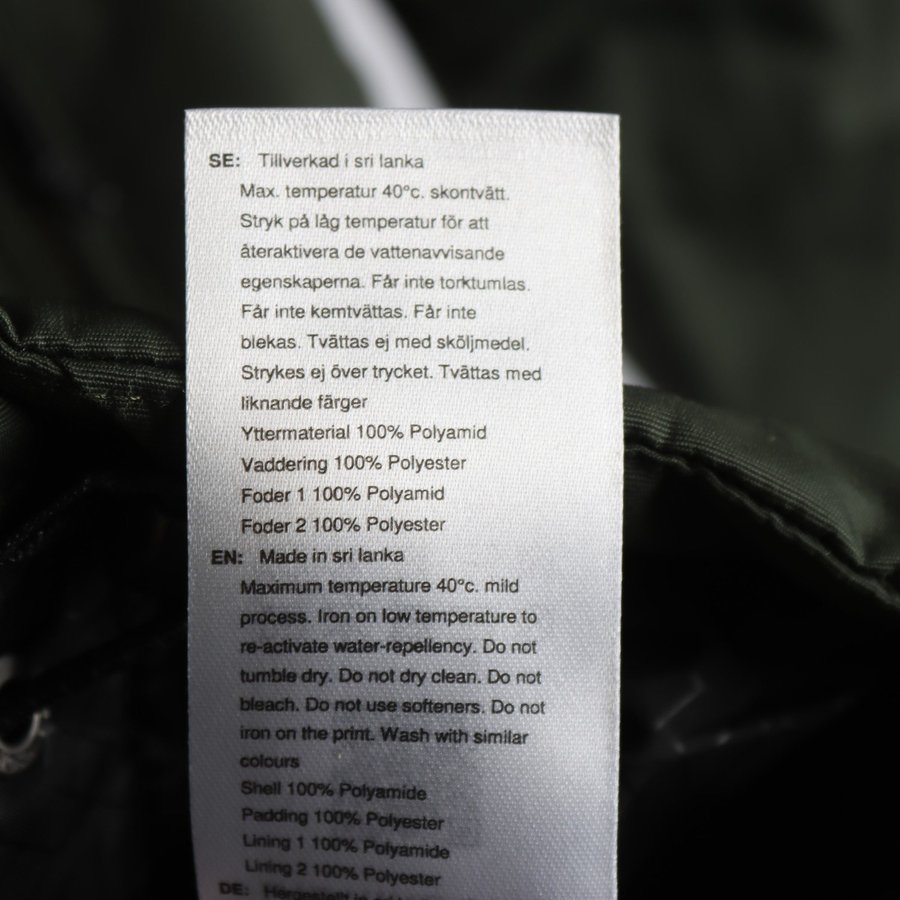 SE: Tillverkad i sri lanka
Max. temperatur 40°c. skontvätt.
Stryk på låg temperatur för att
återaktivera de vattenavvisande
egenskaperna. Får inte torktumlas.
Får inte kemtvättas. Får inte
blekas. Tvättas ej med sköljmedel.
Strykes ej över trycket. Tvättas med
liknande färger
Yttermaterial 100% Polyamid
Vaddering 100% Polyester
Foder 1 100% Polyamid
Foder 2 100% Polyester
EN: Made in sri lanka
Maximum temperature 40°c. mild
process. Iron on low temperature to
re-activate water-repellency. Do not
tumble dry. Do not dry clean. Do not
bleach. Do not use softeners. Do not
iron on the print. Wash with similar
colours
Shell 100% Polyamide
Padding 100% Polyester
Lining 1 100% Polyamide
Lining 2 100% Polyester
DE: Hergestellt in